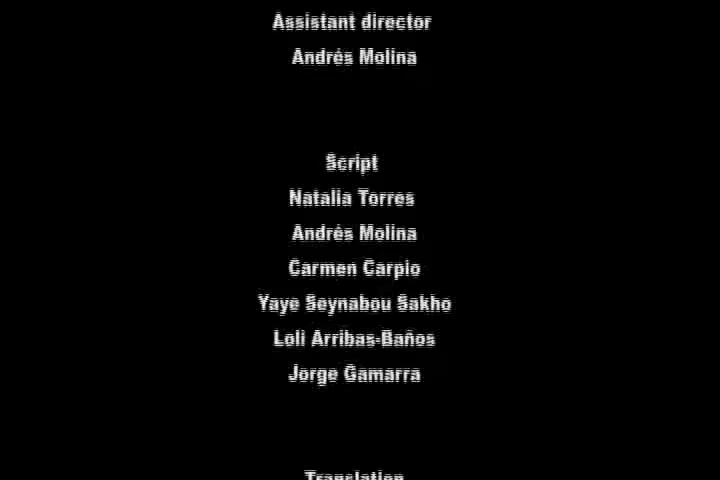 Assistant director
Andrés Molina
Script
Natalia Torres
Andrés Molina
Carmen Carpio
Yaye Seynabou Sakho
Loli Arribas-Baños
Jorge Gamarra
Translation